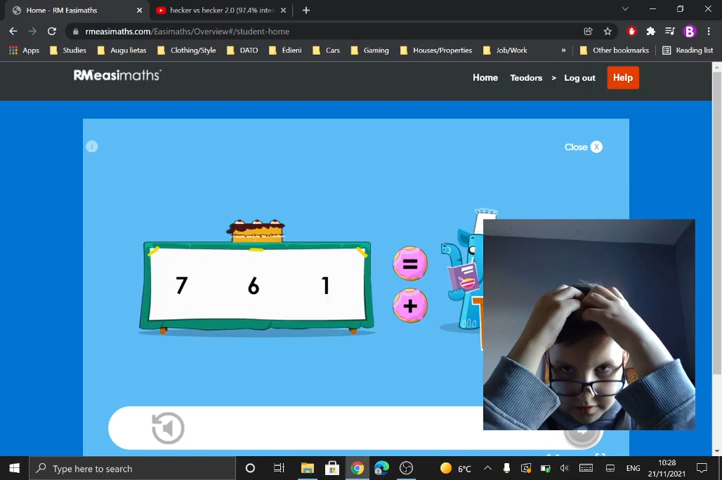 Home - RM Easimaths
hecker vs hecker 2.0 (97.4% inte
rmeasimaths.com/Easimaths/Overview#/student-home
B
Apps Studies Augu lietas Clothing/Style DATO Edieni Cars Gaming Houses/Properties Job/Work » Other bookmarks Reading list
RMeasimaths
Home Teodors > Log out Help
i
Close X
7 6 1
=
+
Type here to search
6°C
ENG
10:28
21/11/2021